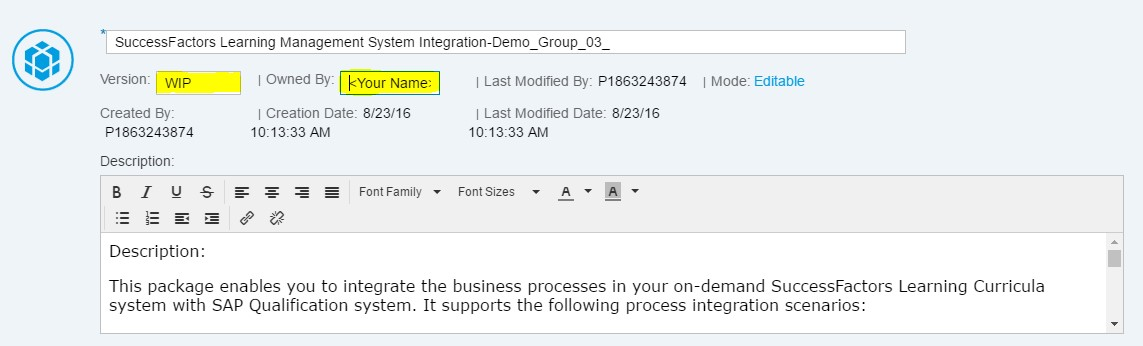 * SuccessFactors Learning Management System Integration-Demo_Group_03_
Version: WIP | Owned By: <Your Name: | Last Modified By: P1863243874 | Mode: Editable
Created By: | Creation Date: 8/23/16 | Last Modified Date: 8/23/16
P1863243874 10:13:33 AM 10:13:33 AM
Description:
B I U S Font Family Font Sizes A A
Description:
This package enables you to integrate the business processes in your on-demand SuccessFactors Learning Curricula
system with SAP Qualification system. It supports the following process integration scenarios: